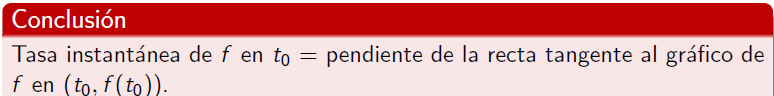 Conclusión
Tasa instantánea de f en t₀ = pendiente de la recta tangente al gráfico de
f en (t₀, f(t₀)).